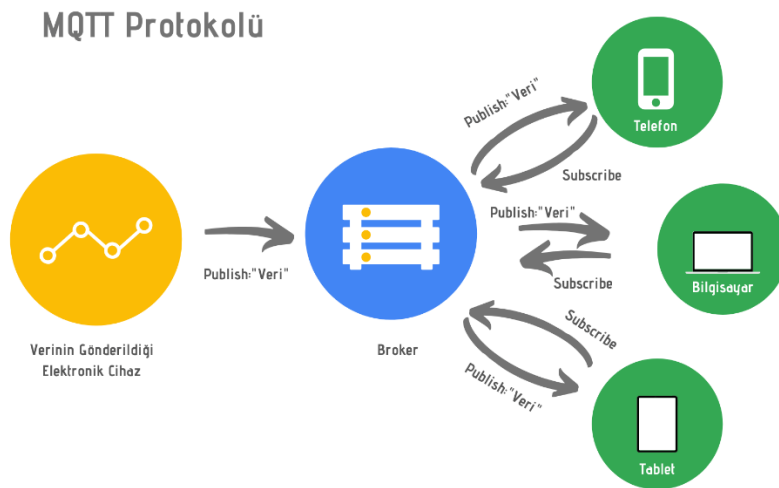 MQTT Protokolü
Publish:"Veri"
Telefon
Subscribe
Publish:"Veri"
Publish:"Veri"
Subscribe
Bilgisayar
Verinin Gönderildiği
Elektronik Cihaz
Broker
Subscribe
Publish:"Veri"
Tablet